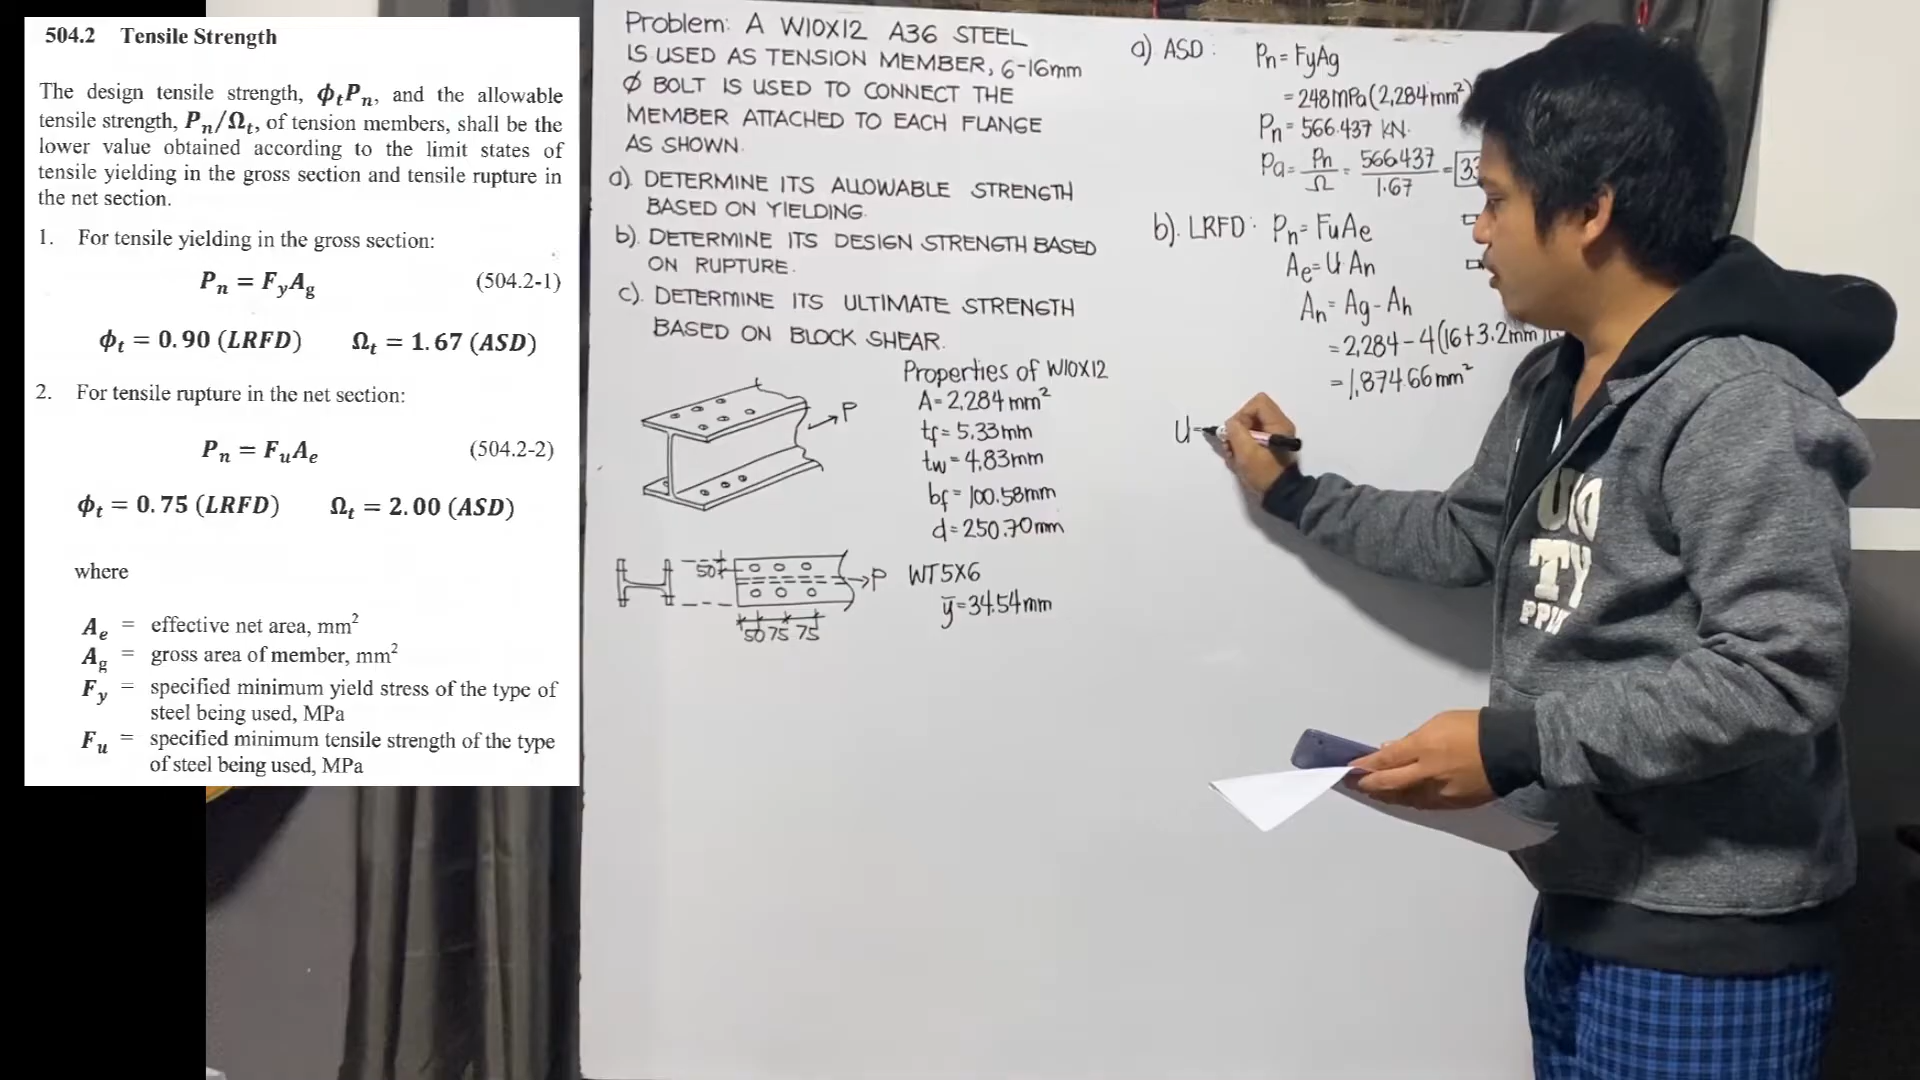 504.2 Tensile Strength
The design tensile strength, ϕtPn, and the allowable
tensile strength, Pn/Ωt, of tension members, shall be the
lower value obtained according to the limit states of
tensile yielding in the gross section and tensile rupture in
the net section.
1. For tensile yielding in the gross section:
Pn = FyAg (504.2-1)
ϕt = 0.90 (LRFD) Ωt = 1.67 (ASD)
2. For tensile rupture in the net section:
Pn = FuAe (504.2-2)
ϕt = 0.75 (LRFD) Ωt = 2.00 (ASD)
where
Ae = effective net area, mm²
Ag = gross area of member, mm²
Fy = specified minimum yield stress of the type of
steel being used, MPa
Fu = specified minimum tensile strength of the type
of steel being used, MPa
Problem: A W10X12 A36 STEEL
IS USED AS TENSION MEMBER, 6-16mm
Ø BOLT IS USED TO CONNECT THE
MEMBER ATTACHED TO EACH FLANGE
AS SHOWN.
a). DETERMINE ITS ALLOWABLE STRENGTH
BASED ON YIELDING.
b). DETERMINE ITS DESIGN STRENGTH BASED
ON RUPTURE.
c). DETERMINE ITS ULTIMATE STRENGTH
BASED ON BLOCK SHEAR.
P
Properties of W10X12
A = 2,284 mm²
tf = 5.33mm
tw = 4.83mm
bf = 100.58mm
d = 250.70mm
50
P
50 75 75
WT5X6
ȳ = 34.54mm
a). ASD: Pn = FyAg
= 248MPa(2,284mm²)
Pn = 566.437 KN.
Pa = Pn/Ω = 566.437/1.67 = 33
b). LRFD: Pn = FuAe
Ae = U An
An = Ag - Ah
= 2,284 - 4(16+3.2mm)(
= 1,874.66mm²
U=
UNO
TY